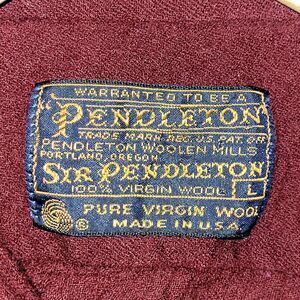 WARRANTED TO BE A
"PENDLETON"
TRADE MARK REG. U.S. PAT. OFF.
PENDLETON WOOLEN MILLS
PORTLAND, OREGON
SIR PENDLETON
100% VIRGIN WOOL L
PURE VIRGIN WOOL
® MADE IN U.S.A.